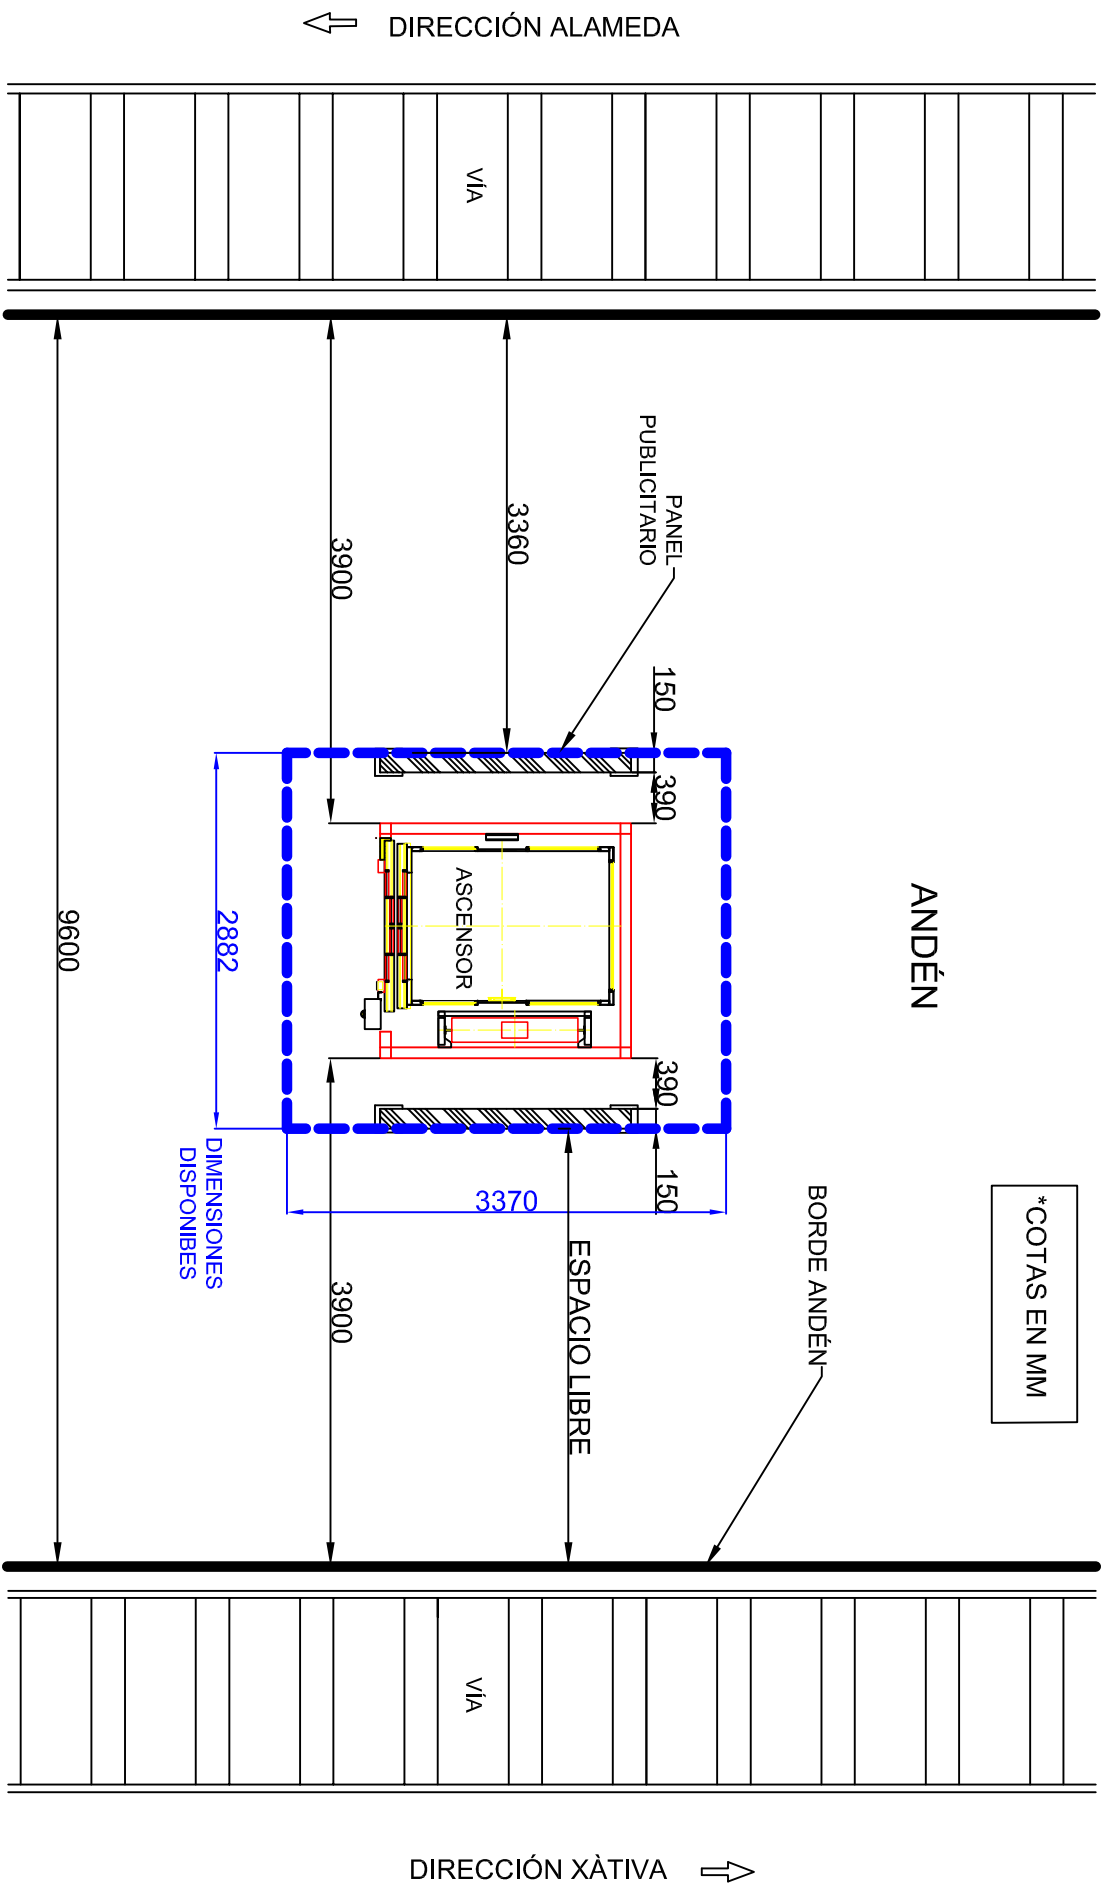 DIRECCIÓN ALAMEDA
VÍA
PANEL
PUBLICITARIO
3360
3900
150
390
ASCENSOR
ANDÉN
9600
2882
390
150
3370
DIMENSIONES
DISPONIBES
ESPACIO LIBRE
3900
BORDE ANDÉN
*COTAS EN MM
VÍA
DIRECCIÓN XÀTIVA